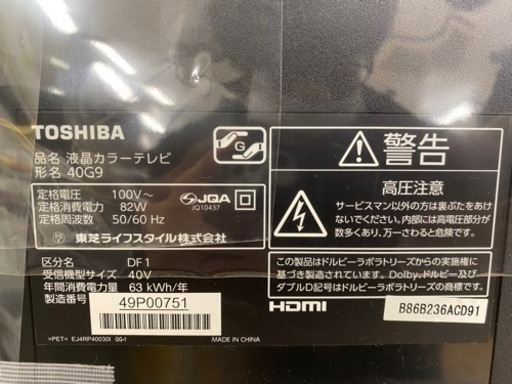 TOSHIBA
品名 液晶カラーテレビ
形名 40G9
定格電圧 100V～
定格消費電力 82W
定格周波数 50/60 Hz
G
JQA
JQ10437
東芝ライフスタイル株式会社
区分名 DF1
受信機型サイズ 40V
年間消費電力量 63 kWh/年
製造番号
49P00751
>PET< EJ4RP40030I GG-I
MADE IN CHINA
警告
高圧注意
サービスマン以外の方は裏ぶたをあけ
ないでください。内部には高電圧部分が
数多くあり、万一さわると危険です。
この製品はドルビーラボラトリーズからの実施権に
基づき製造されています。Dolby、ドルビー及び
ダブルD記号はドルビーラボラトリーズの商標です。
HDMI
B86B236ACD91